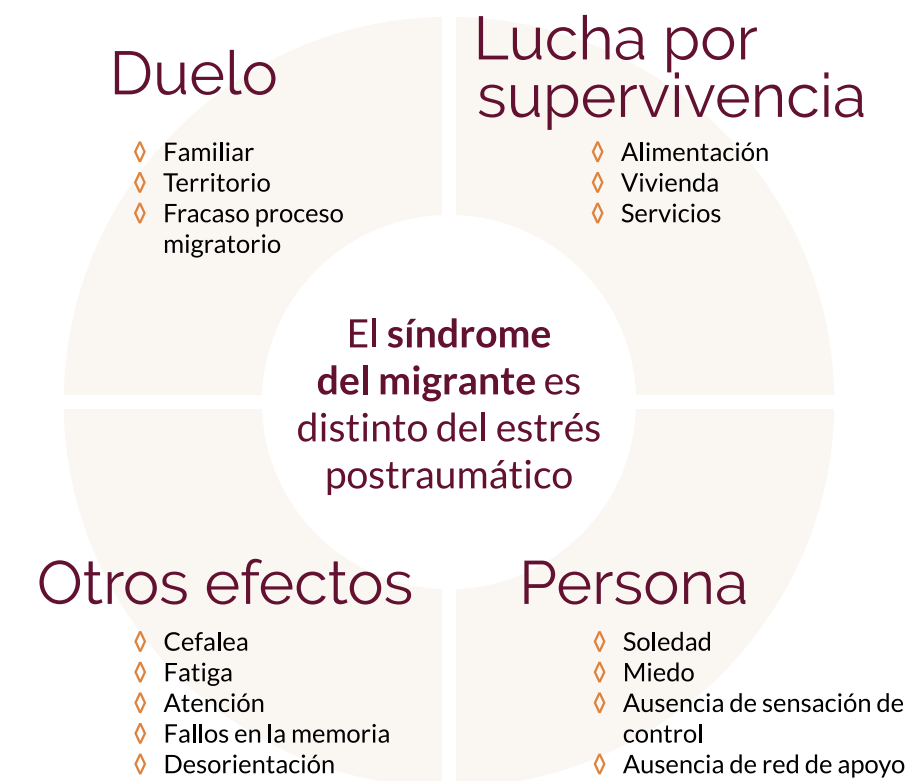 Duelo
◊ Familiar
◊ Territorio
◊ Fracaso proceso
migratorio
Lucha por
supervivencia
◊ Alimentación
◊ Vivienda
◊ Servicios
El síndrome
del migrante es
distinto del estrés
postraumático
Otros efectos
◊ Cefalea
◊ Fatiga
◊ Atención
◊ Fallos en la memoria
◊ Desorientación
Persona
◊ Soledad
◊ Miedo
◊ Ausencia de sensación de
control
◊ Ausencia de red de apoyo